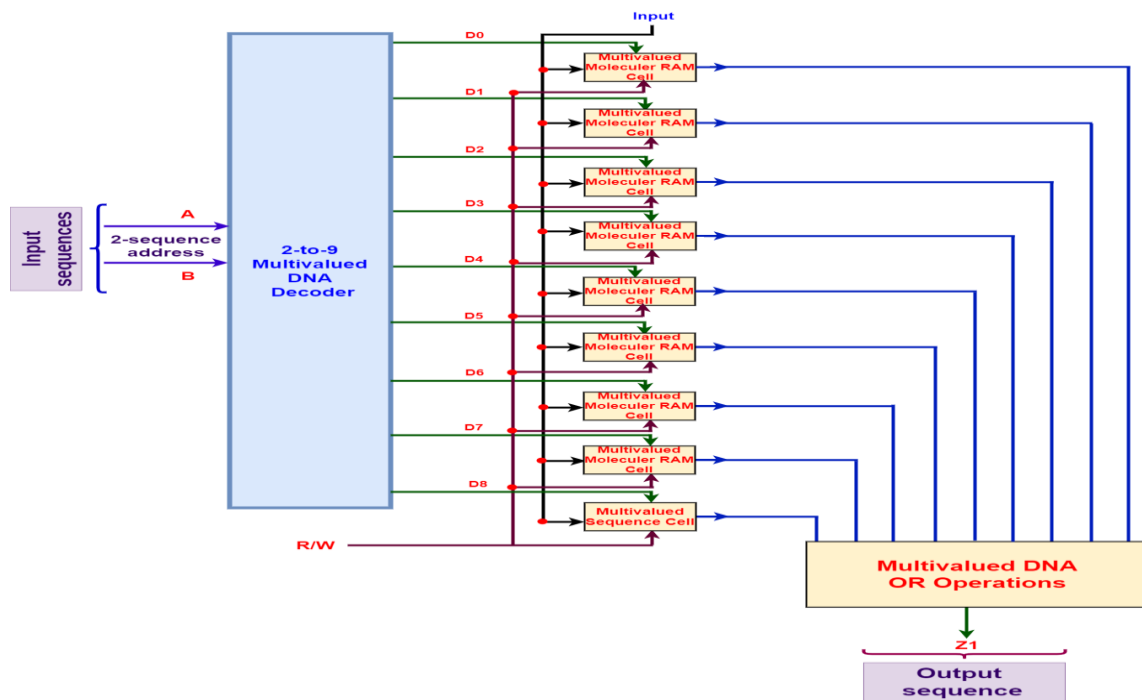 Input
D0
Multivalued
Moleculer RAM
Cell
D1
Multivalued
Moleculer RAM
Cell
D2
Multivalued
Moleculer RAM
Cell
D3
Multivalued
Moleculer RAM
Cell
D4
Multivalued
Moleculer RAM
Cell
D5
Multivalued
Moleculer RAM
Cell
D6
Multivalued
Moleculer RAM
Cell
D7
Multivalued
Moleculer RAM
Cell
D8
Multivalued
Sequence Cell
Input
sequences
A
2-sequence
address
B
2-to-9
Multivalued
DNA
Decoder
R/W
Multivalued DNA
OR Operations
Z1
Output
sequence